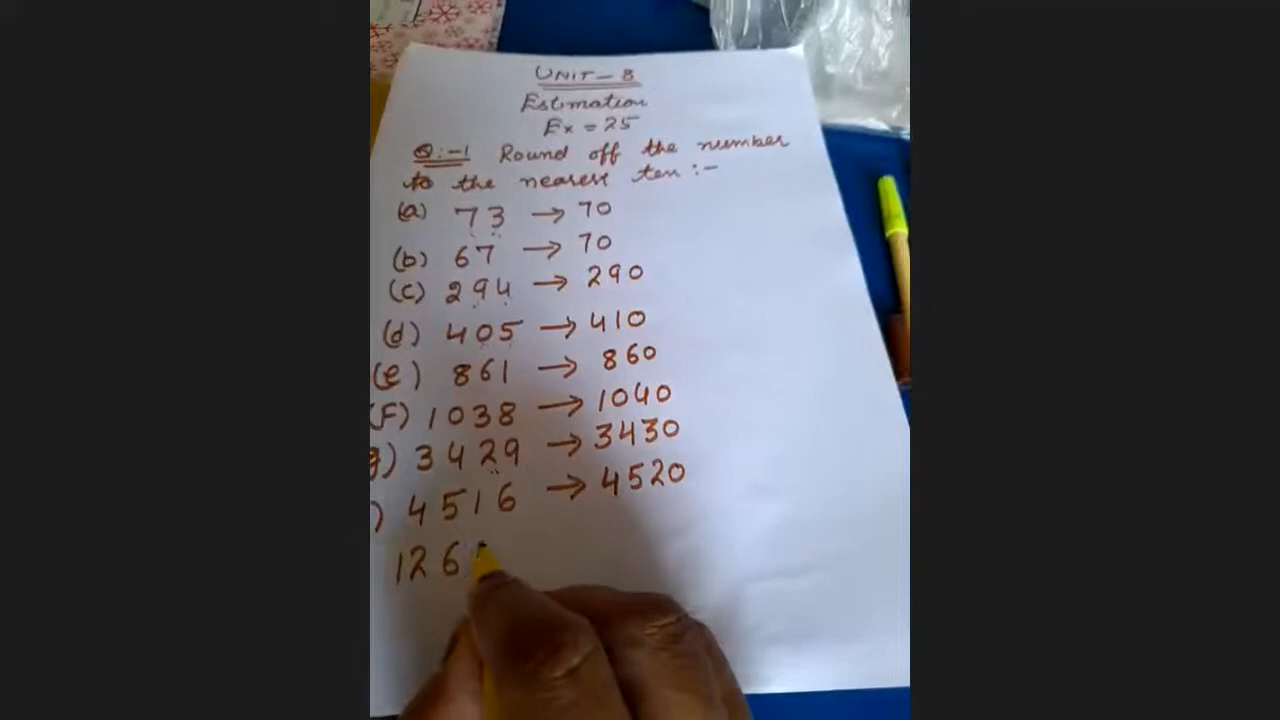 UNIT-8
Estimation
Ex = 25
Q:-1 Round off the number
to the nearest ten :-
(a) 73 → 70
(b) 67 → 70
(c) 294 → 290
(d) 405 → 410
(e) 861 → 860
(F) 1038 → 1040
g) 3429 → 3430
) 4516 → 4520
126